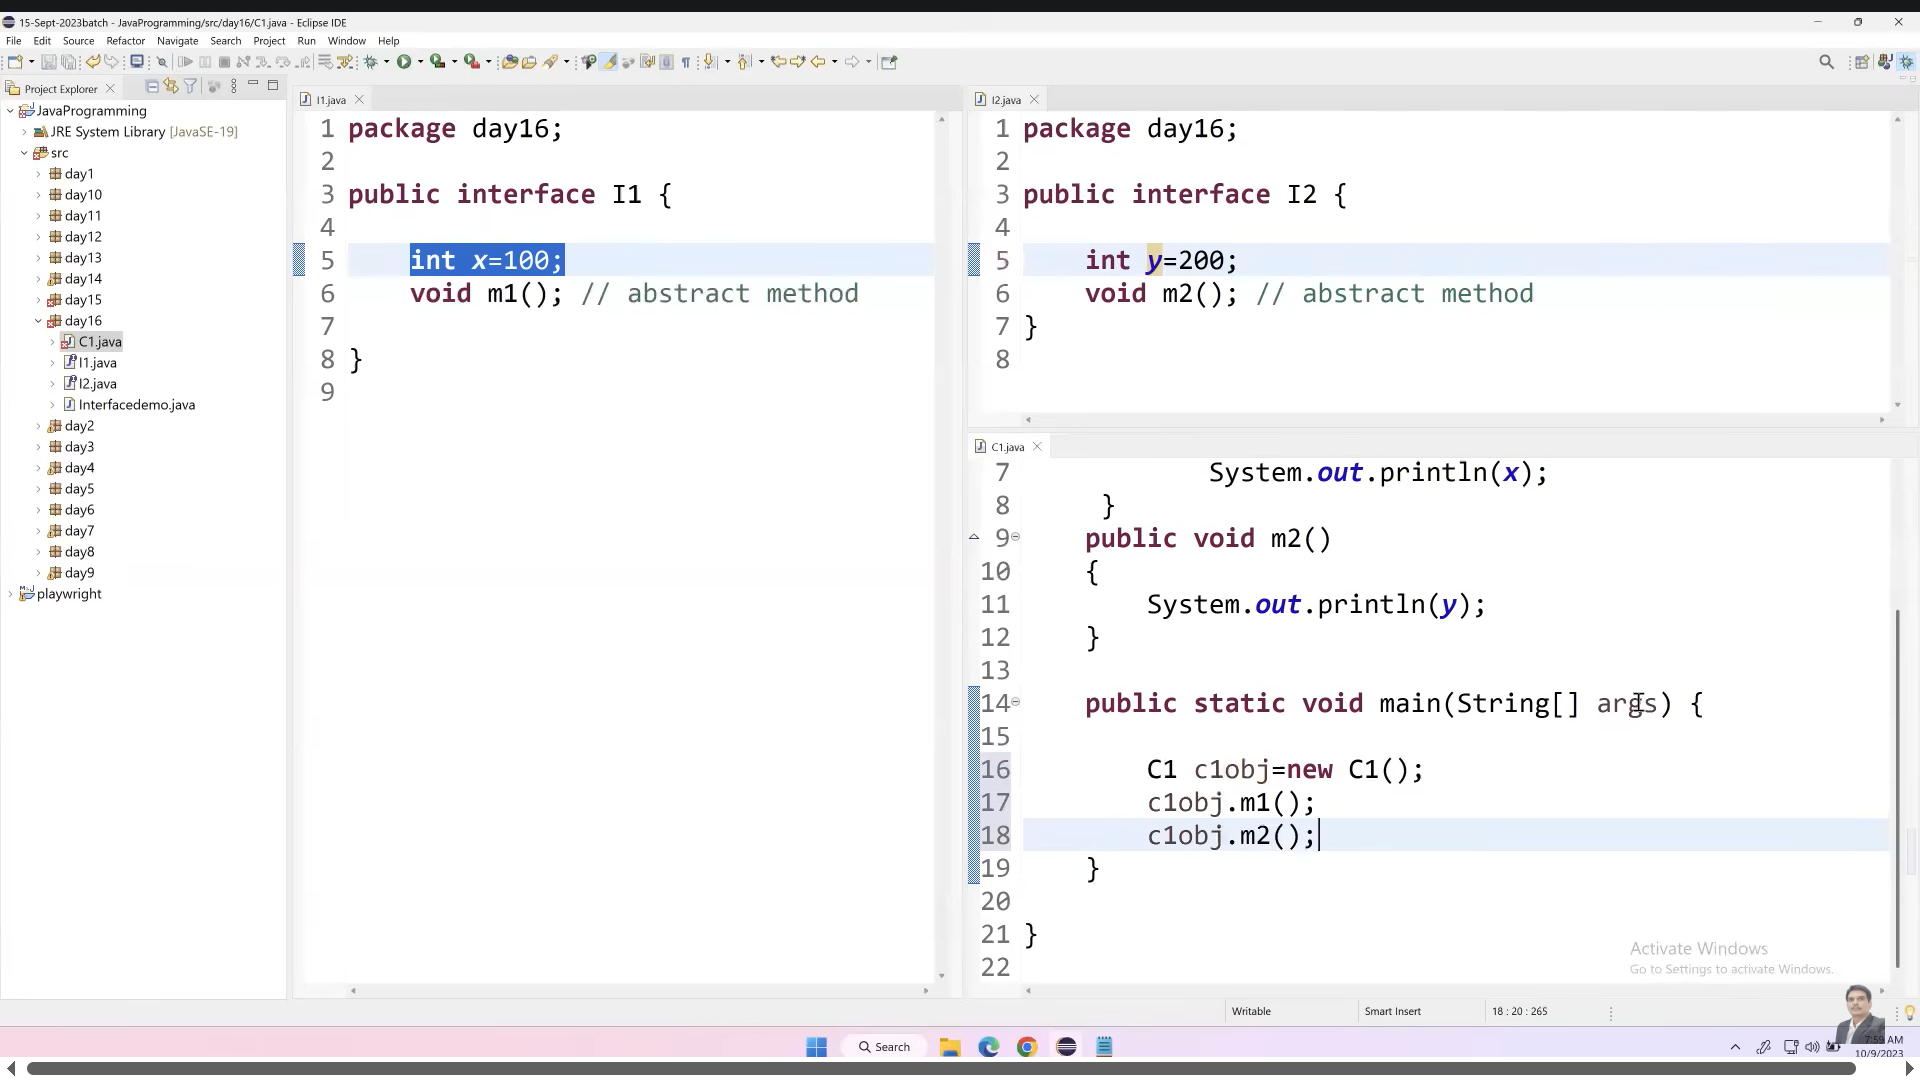 15-Sept-2023batch - JavaProgramming/src/day16/C1.java - Eclipse IDE
File Edit Source Refactor Navigate Search Project Run Window Help
Project Explorer
JavaProgramming
JRE System Library [JavaSE-19]
src
day1
day10
day11
day12
day13
day14
day15
day16
C1.java
I1.java
I2.java
Interfacedemo.java
day2
day3
day4
day5
day6
day7
day8
day9
playwright
I1.java
1 package day16;
2
3 public interface I1 {
4
5 int x=100;
6 void m1(); // abstract method
7
8 }
9
I2.java
1 package day16;
2
3 public interface I2 {
4
5 int y=200;
6 void m2(); // abstract method
7 }
8
C1.java
7 System.out.println(x);
8 }
9 public void m2()
10 {
11 System.out.println(y);
12 }
13
14 public static void main(String[] args) {
15
16 C1 c1obj=new C1();
17 c1obj.m1();
18 c1obj.m2();
19 }
20
21 }
22
Activate Windows
Go to Settings to activate Windows.
Writable Smart Insert 18 : 20 : 265
Search
7:59 AM
10/9/2023